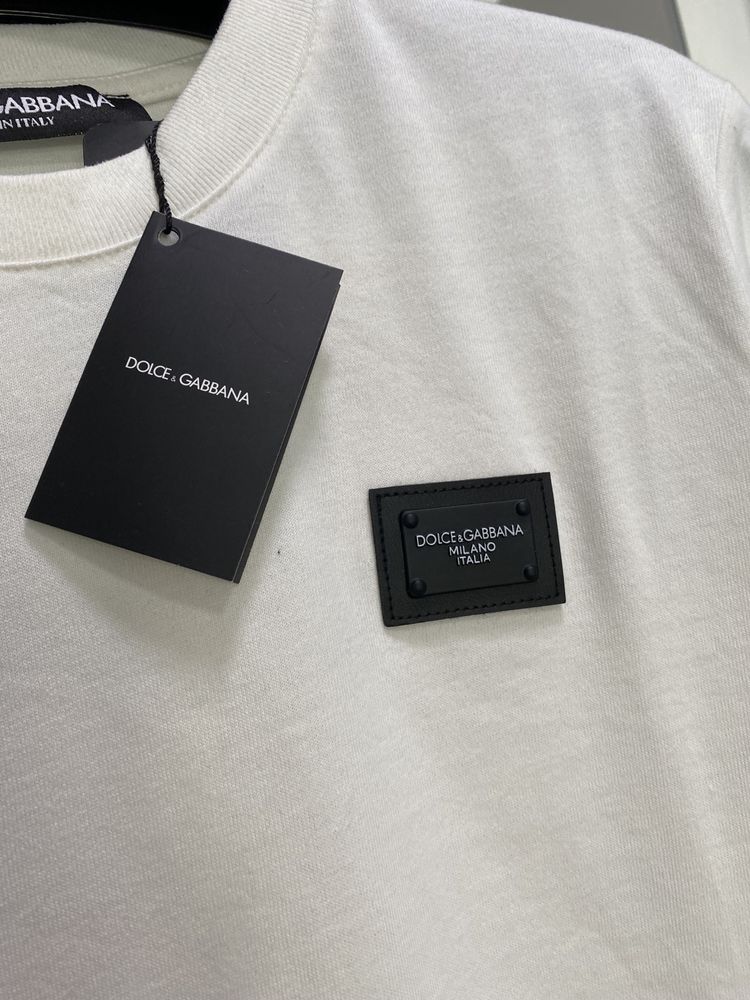 GABBANA
IN ITALY
DOLCE & GABBANA
DOLCE & GABBANA
MILANO
ITALIA